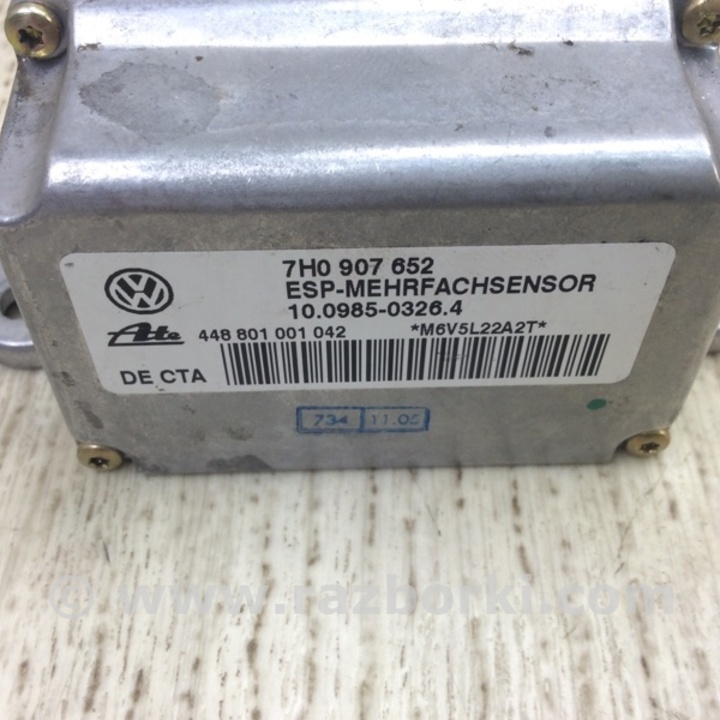 7H0 907 652
ESP-MEHRFACHSENSOR
10.0985-0326.4
Ate 448 801 001 042 *M6V5L22A2T*
DE CTA
734 11.05
© www.razborki.com